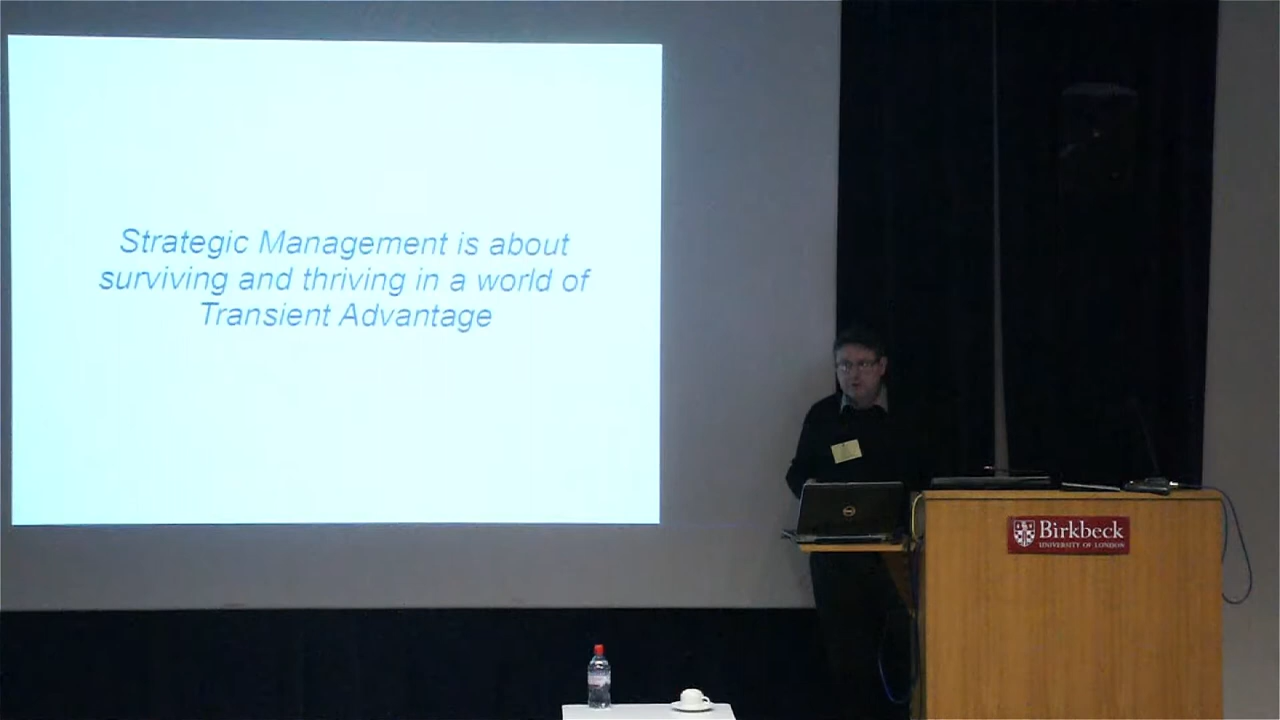 Strategic Management is about
surviving and thriving in a world of
Transient Advantage
Birkbeck
UNIVERSITY OF LONDON